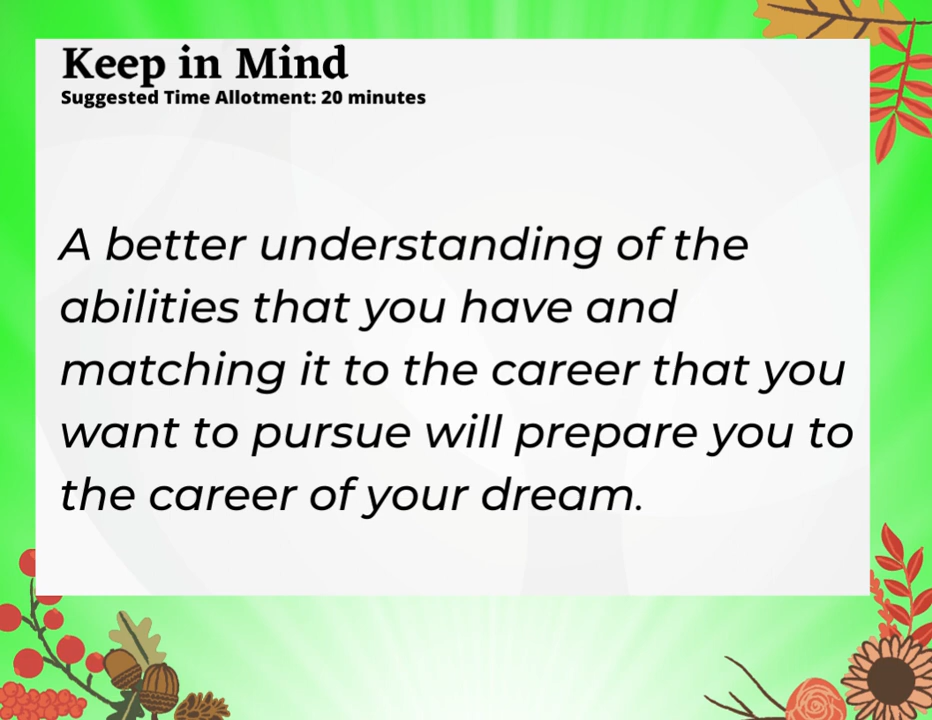 Keep in Mind
Suggested Time Allotment: 20 minutes
A better understanding of the
abilities that you have and
matching it to the career that you
want to pursue will prepare you to
the career of your dream.